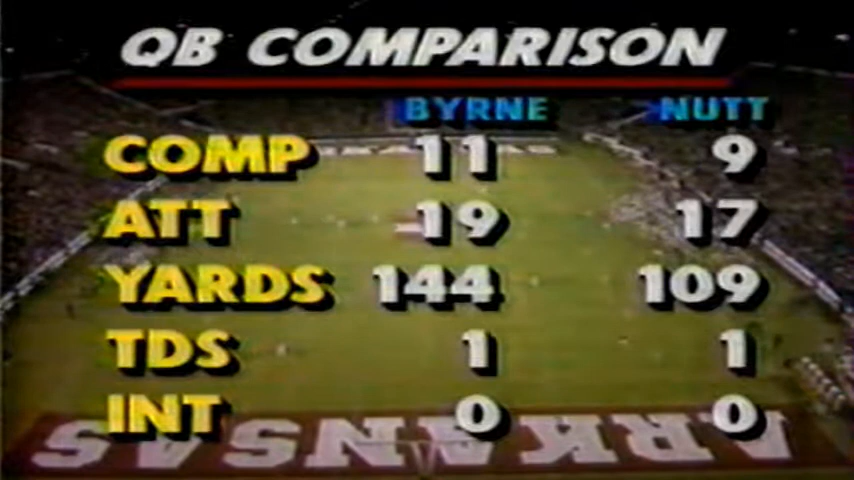 QB COMPARISON
BYRNE NUTT
COMP 11 9
ATT 19 17
YARDS 144 109
TDS 1 1
INT 0 0
ARKANSAS